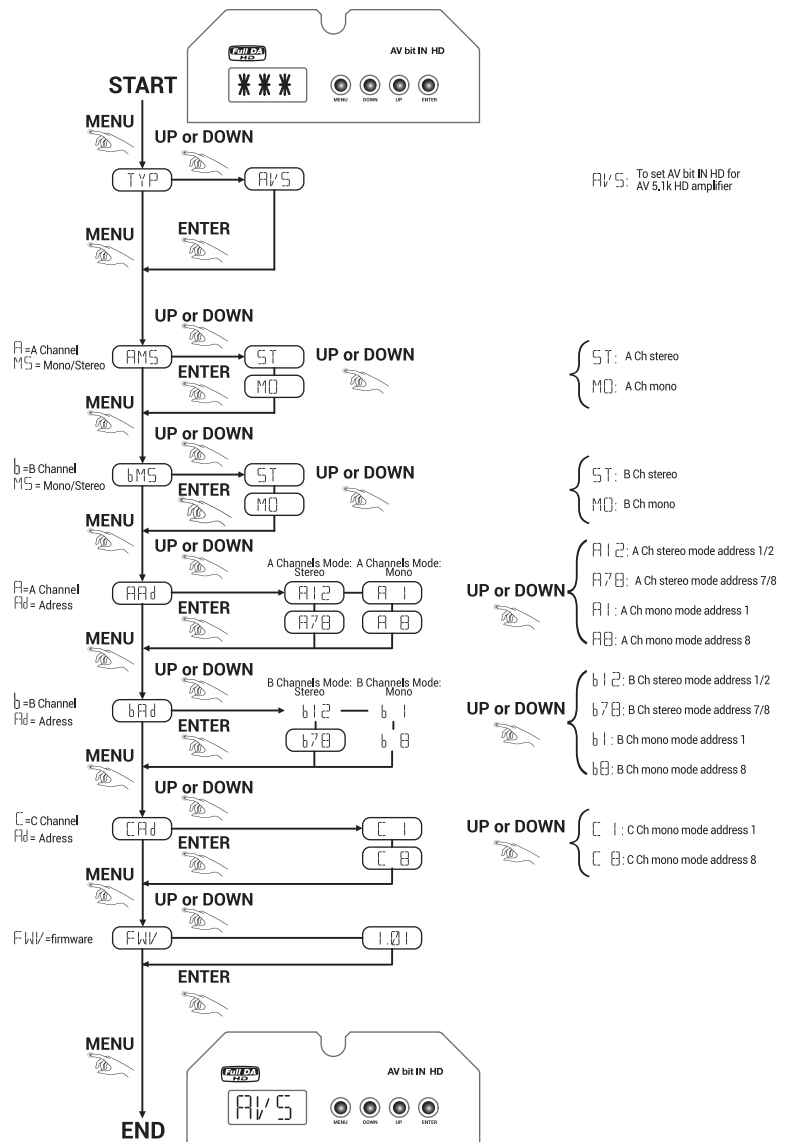 Full DA
HD
AV bit IN HD
***
MENU DOWN UP ENTER
START
MENU
UP or DOWN
TYP
AV5
AV5: To set AV bit IN HD for
AV 5.1k HD amplifier
MENU
ENTER
UP or DOWN
A=A Channel
MS = Mono/Stereo
AMS
ST
MO
UP or DOWN
ENTER
ST: A Ch stereo
MO: A Ch mono
MENU
UP or DOWN
b=B Channel
MS = Mono/Stereo
bMS
ST
MO
UP or DOWN
ENTER
ST: B Ch stereo
MO: B Ch mono
MENU
UP or DOWN
A=A Channel
Ad = Adress
AAd
A Channels Mode:
Stereo
A Channels Mode:
Mono
A12
A 1
A78
A 8
ENTER
UP or DOWN
A12: A Ch stereo mode address 1/2
A78: A Ch stereo mode address 7/8
A1: A Ch mono mode address 1
A8: A Ch mono mode address 8
MENU
UP or DOWN
b=B Channel
Ad = Adress
bAd
B Channels Mode:
Stereo
B Channels Mode:
Mono
b12
b 1
b78
b 8
ENTER
UP or DOWN
b12: B Ch stereo mode address 1/2
b78: B Ch stereo mode address 7/8
b1: B Ch mono mode address 1
b8: B Ch mono mode address 8
MENU
UP or DOWN
C=C Channel
Ad = Adress
CAd
C 1
C 8
ENTER
UP or DOWN
C 1: C Ch mono mode address 1
C 8: C Ch mono mode address 8
MENU
UP or DOWN
FWV=firmware
FWV
1.01
ENTER
MENU
END
Full DA
HD
AV bit IN HD
AV5
MENU DOWN UP ENTER